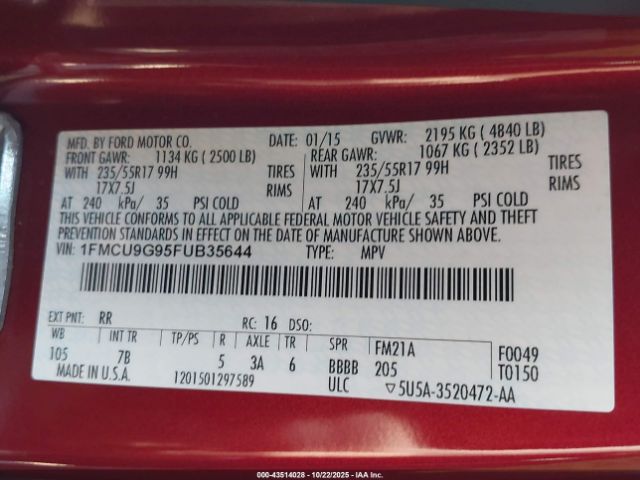 MFD. BY FORD MOTOR CO. DATE: 01/15 GVWR: 2195 KG ( 4840 LB)
FRONT GAWR: 1134 KG ( 2500 LB) REAR GAWR: 1067 KG ( 2352 LB)
WITH 235/55R17 99H TIRES WITH 235/55R17 99H TIRES
17X7.5J RIMS 17X7.5J RIMS
AT 240 kPa/ 35 PSI COLD AT 240 kPa/ 35 PSI COLD
THIS VEHICLE CONFORMS TO ALL APPLICABLE FEDERAL MOTOR VEHICLE SAFETY AND THEFT
PREVENTION STANDARDS IN EFFECT ON THE DATE OF MANUFACTURE SHOWN ABOVE.
VIN: 1FMCU9G95FUB35644 TYPE: MPV
EXT PNT: RR RC: 16 DSO:
WB INT TR TP/PS R AXLE TR SPR FM21A F0049
105 7B 5 3A 6 BBBB 205 T0150
MADE IN U.S.A. 1201501297589 ULC ▽5U5A-3520472-AA
000-43514028 - 10/22/2025 - IAA Inc.